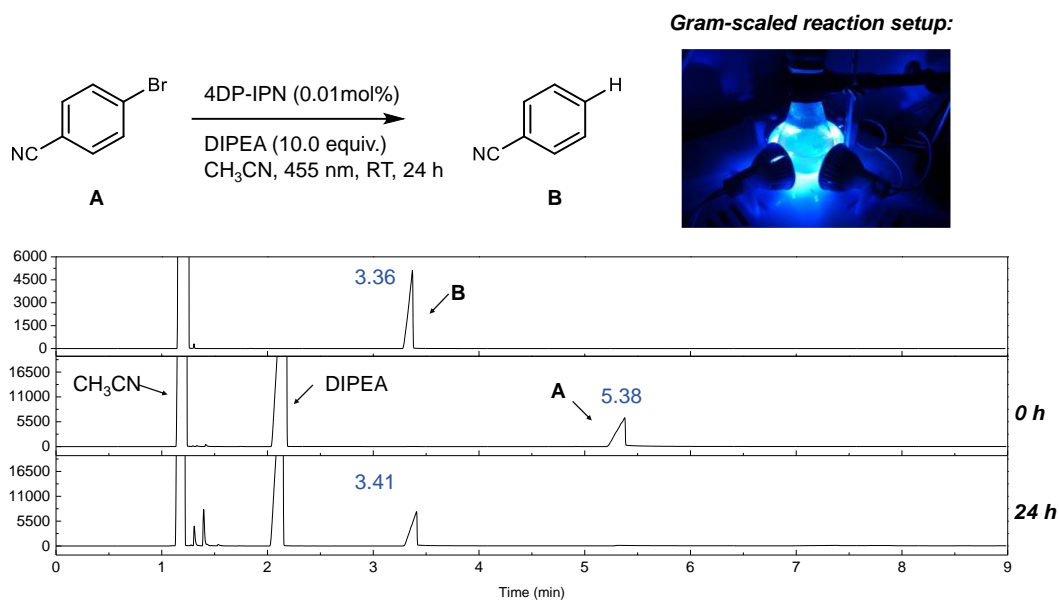 Gram-scaled reaction setup:
Br
NC
A
4DP-IPN (0.01mol%)
DIPEA (10.0 equiv.)
CH₃CN, 455 nm, RT, 24 h
H
NC
B
6000
4500
3000
1500
0
3.36
B
16500
11000
5500
0
CH₃CN
DIPEA
A
5.38
0 h
16500
11000
5500
0
3.41
24 h
0 1 2 3 4 5 6 7 8 9
Time (min)